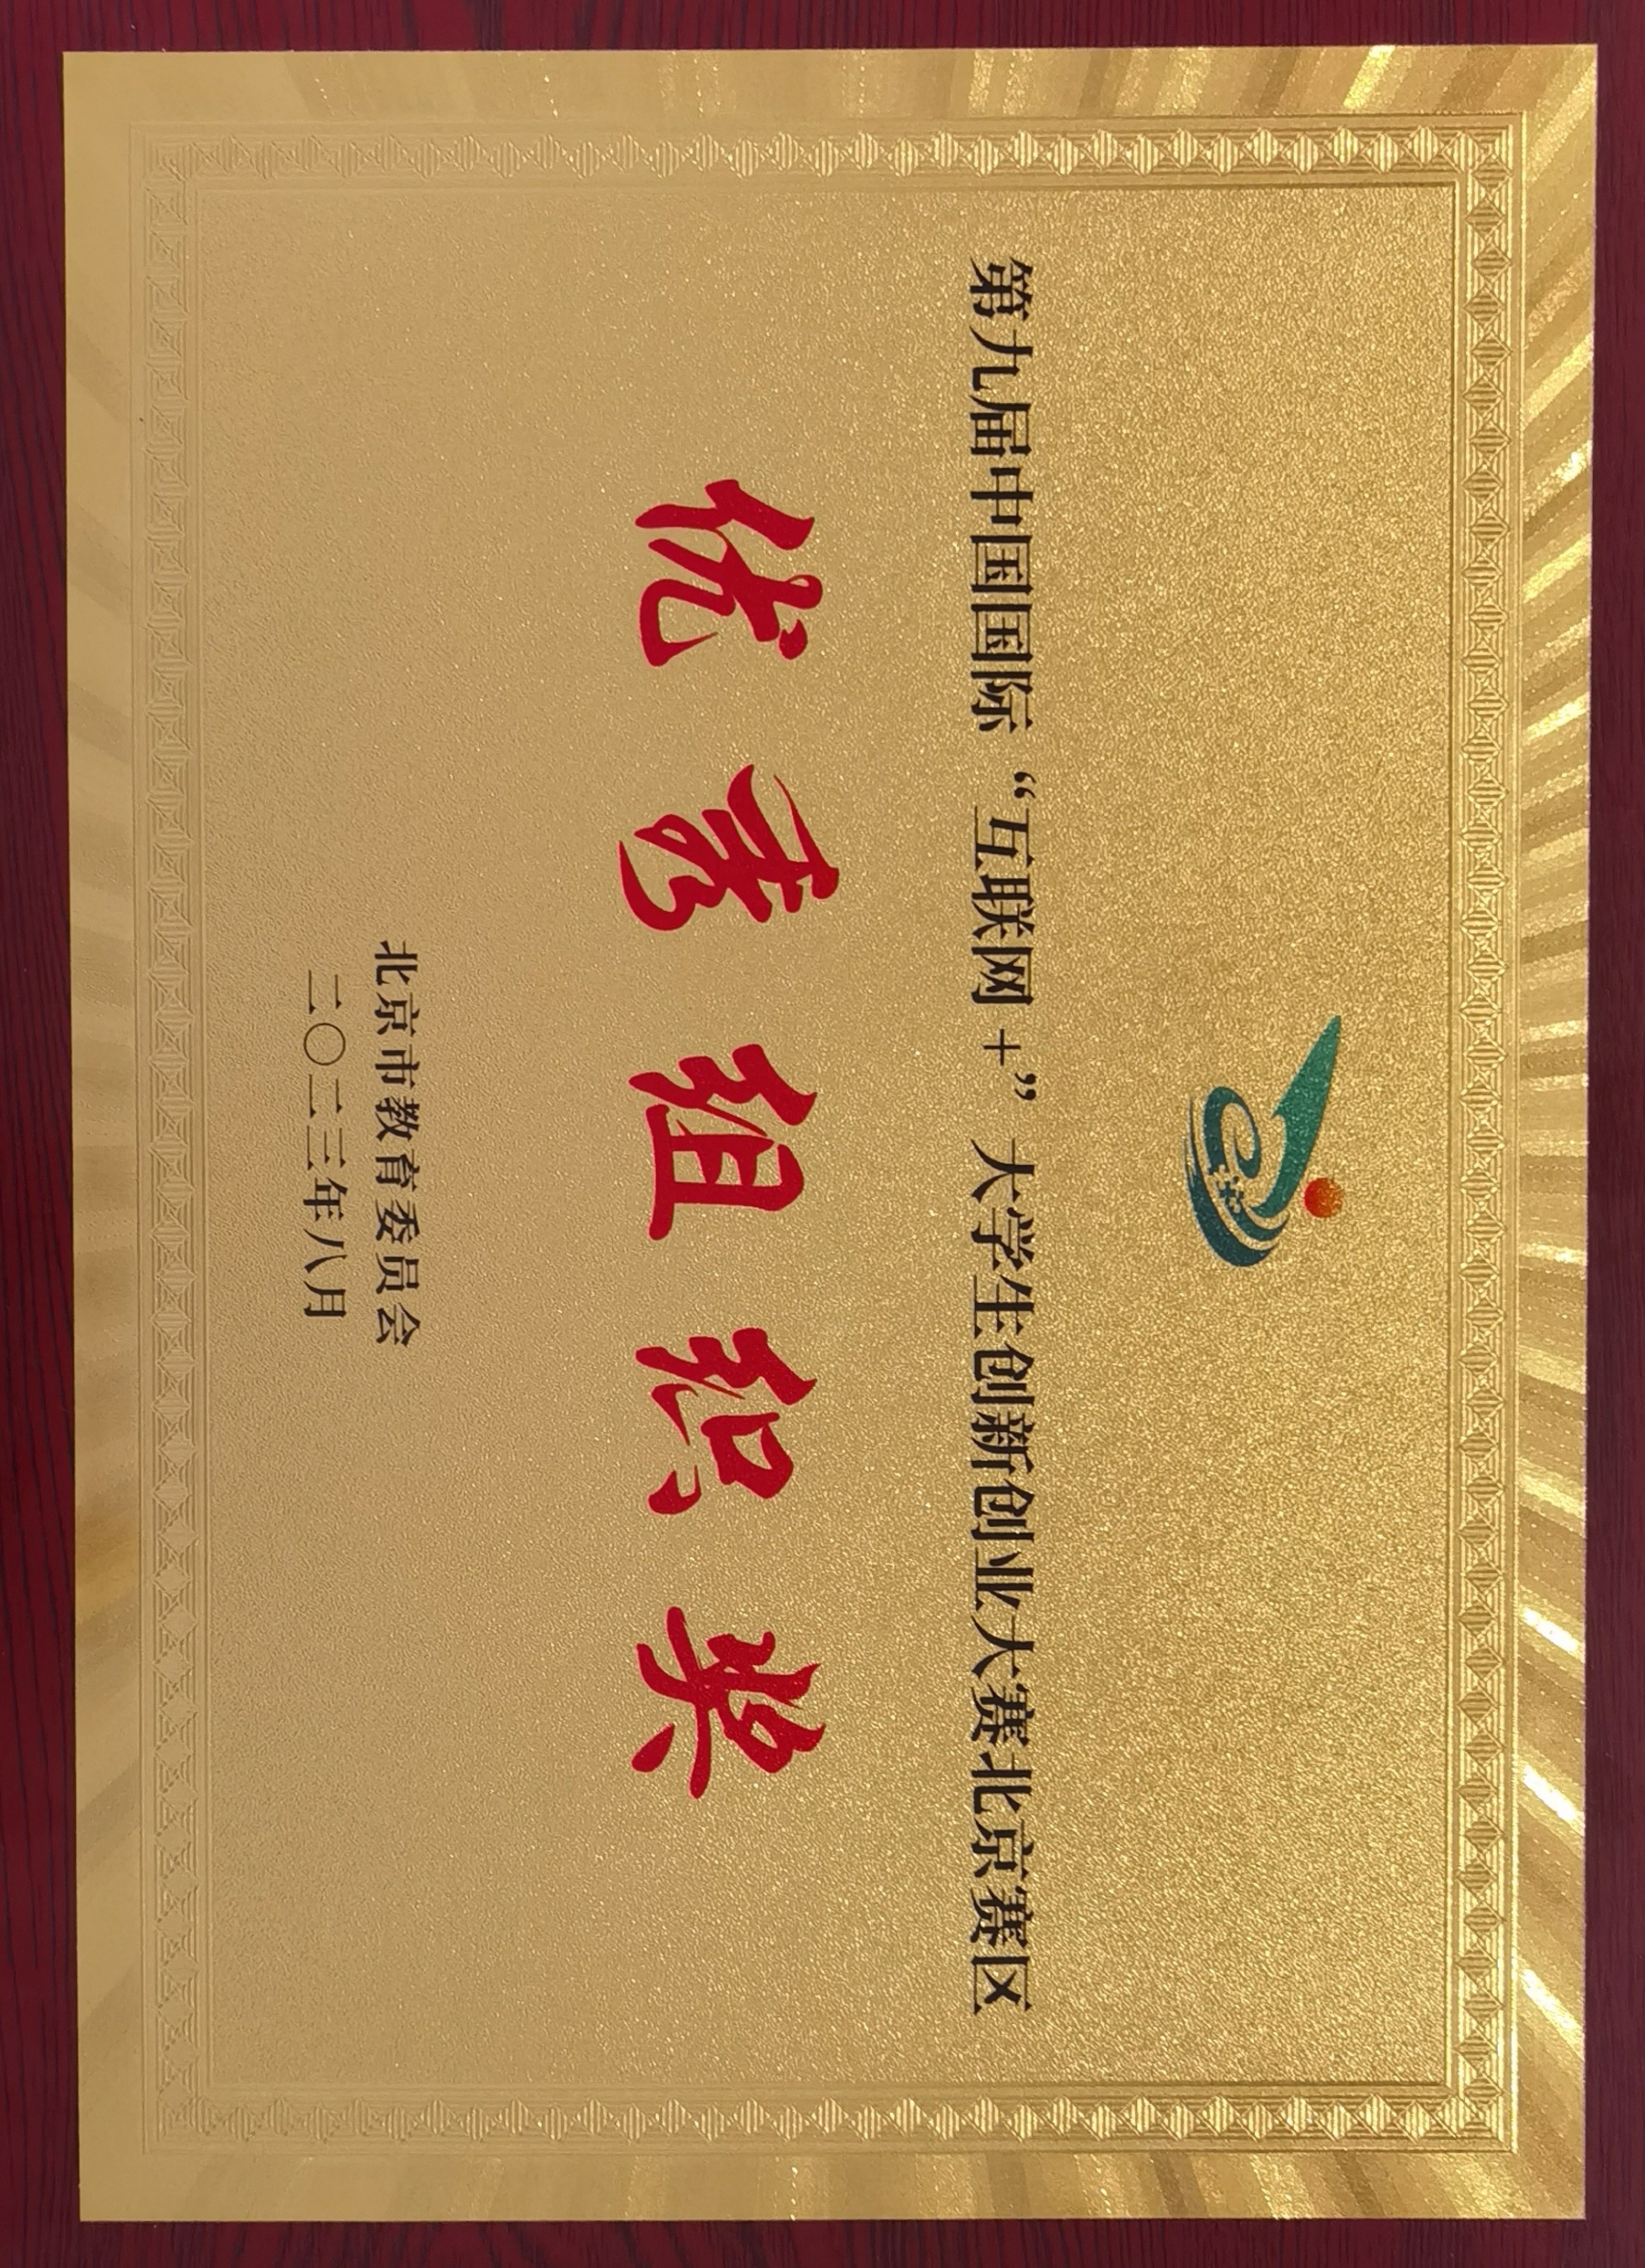 第九届中国国际“互联网+”大学生创新创业大赛北京赛区
优秀组织奖
北京市教育委员会
二〇二三年八月